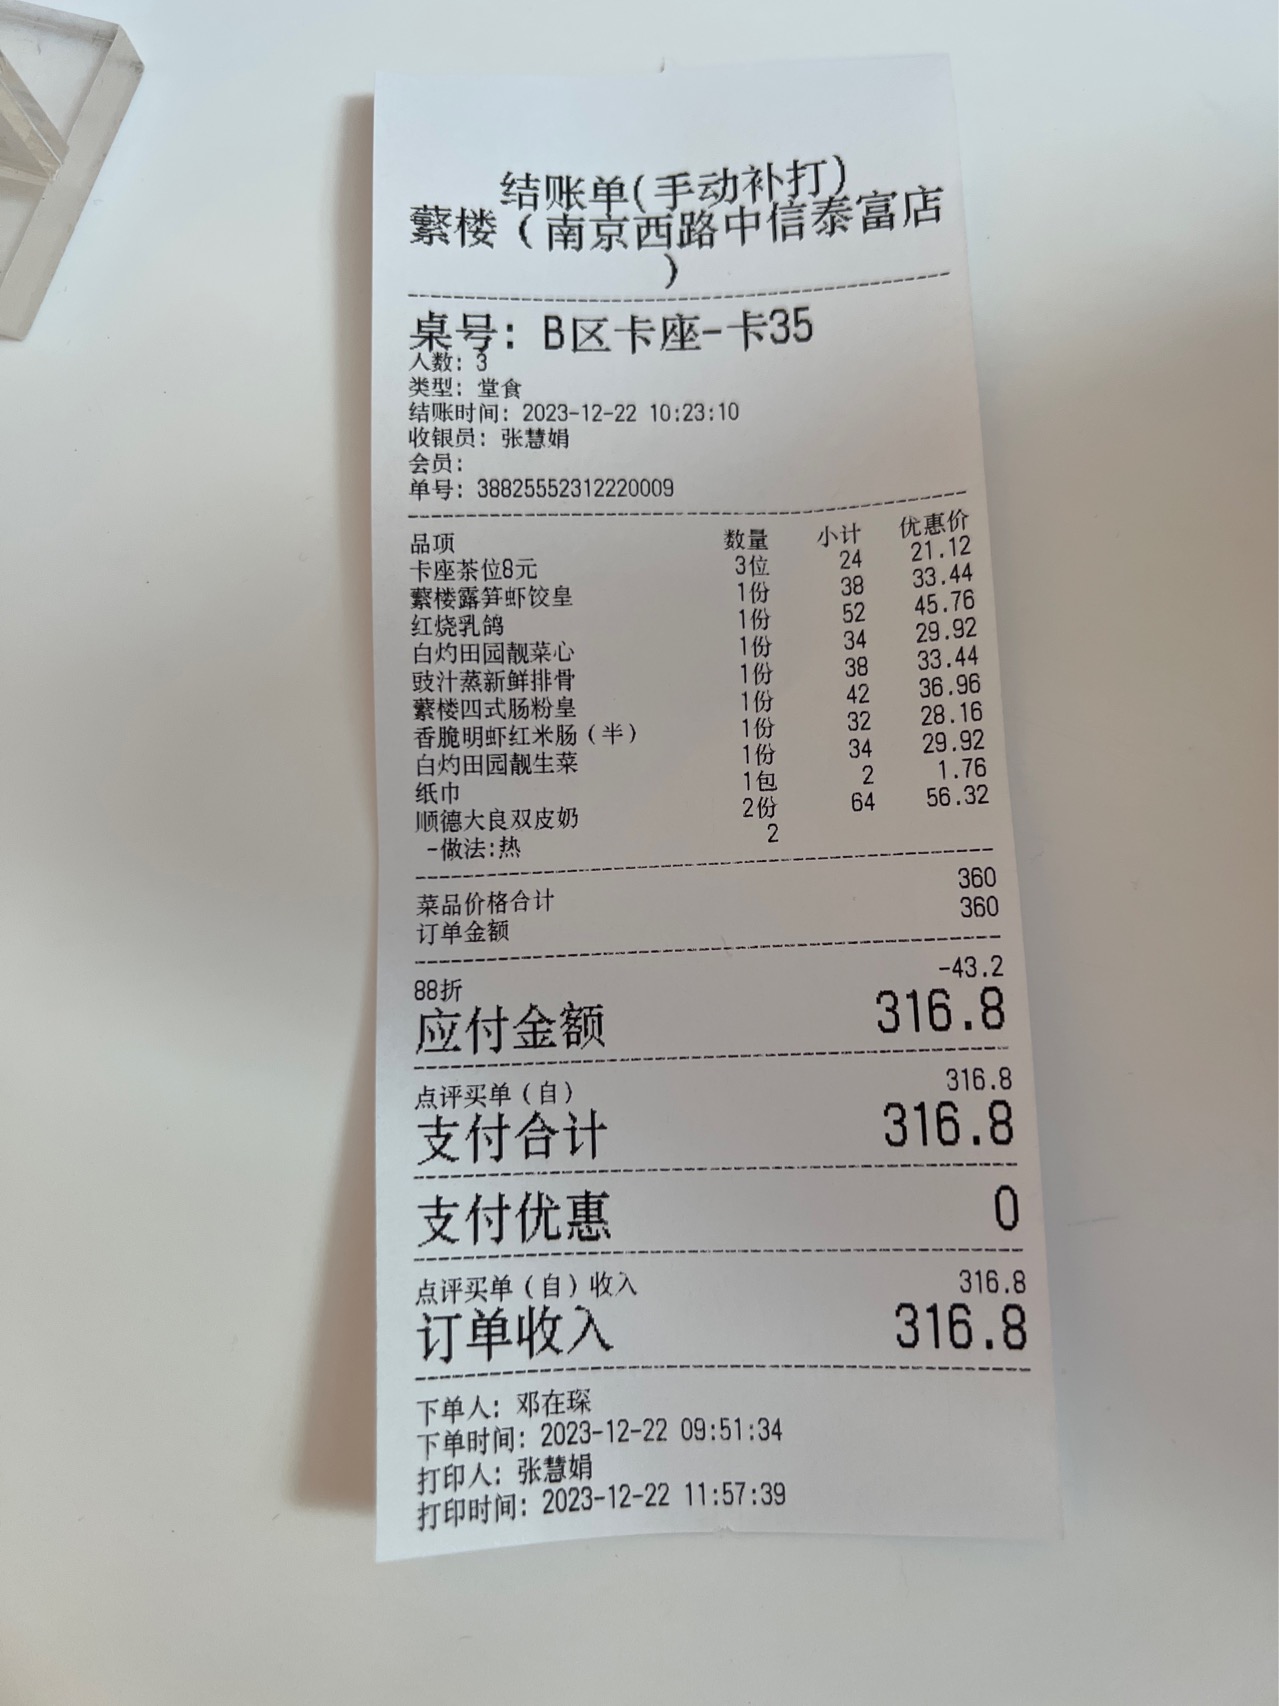 结账单(手动补打)
蘩楼（南京西路中信泰富店
）
桌号: B区卡座-卡35
人数: 3
类型: 堂食
结账时间: 2023-12-22 10:23:10
收银员: 张慧娟
会员:
单号: 38825552312220009
品项 数量 小计 优惠价
卡座茶位8元 3位 24 21.12
蘩楼露笋虾饺皇 1份 38 33.44
红烧乳鸽 1份 52 45.76
白灼田园靓菜心 1份 34 29.92
豉汁蒸新鲜排骨 1份 38 33.44
蘩楼四式肠粉皇 1份 42 36.96
香脆明虾红米肠（半） 1份 32 28.16
白灼田园靓生菜 1份 34 29.92
纸巾 1包 2 1.76
顺德大良双皮奶 2份 64 56.32
-做法:热 2
菜品价格合计 360
订单金额 360
88折 -43.2
应付金额 316.8
点评买单（自） 316.8
支付合计 316.8
支付优惠 0
点评买单（自）收入 316.8
订单收入 316.8
下单人: 邓在琛
下单时间: 2023-12-22 09:51:34
打印人: 张慧娟
打印时间: 2023-12-22 11:57:39